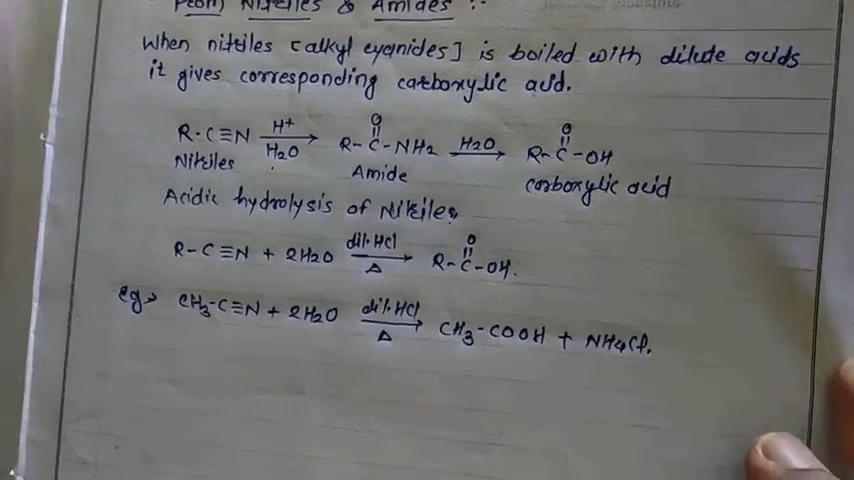 From Nitriles & Amides :-
When nitriles [alkyl cyanides] is boiled with dilute acids
it gives corresponding carboxylic acid.
R-C≡N H+ H2O → R-C(=O)-NH2 H2O → R-C(=O)-OH
Nitriles Amide carboxylic acid
Acidic hydrolysis of Nitriles
R-C≡N + 2H2O dil·HCl Δ → R-C(=O)-OH.
eg→ CH3-C≡N + 2H2O dil·HCl Δ → CH3-COOH + NH4Cl.